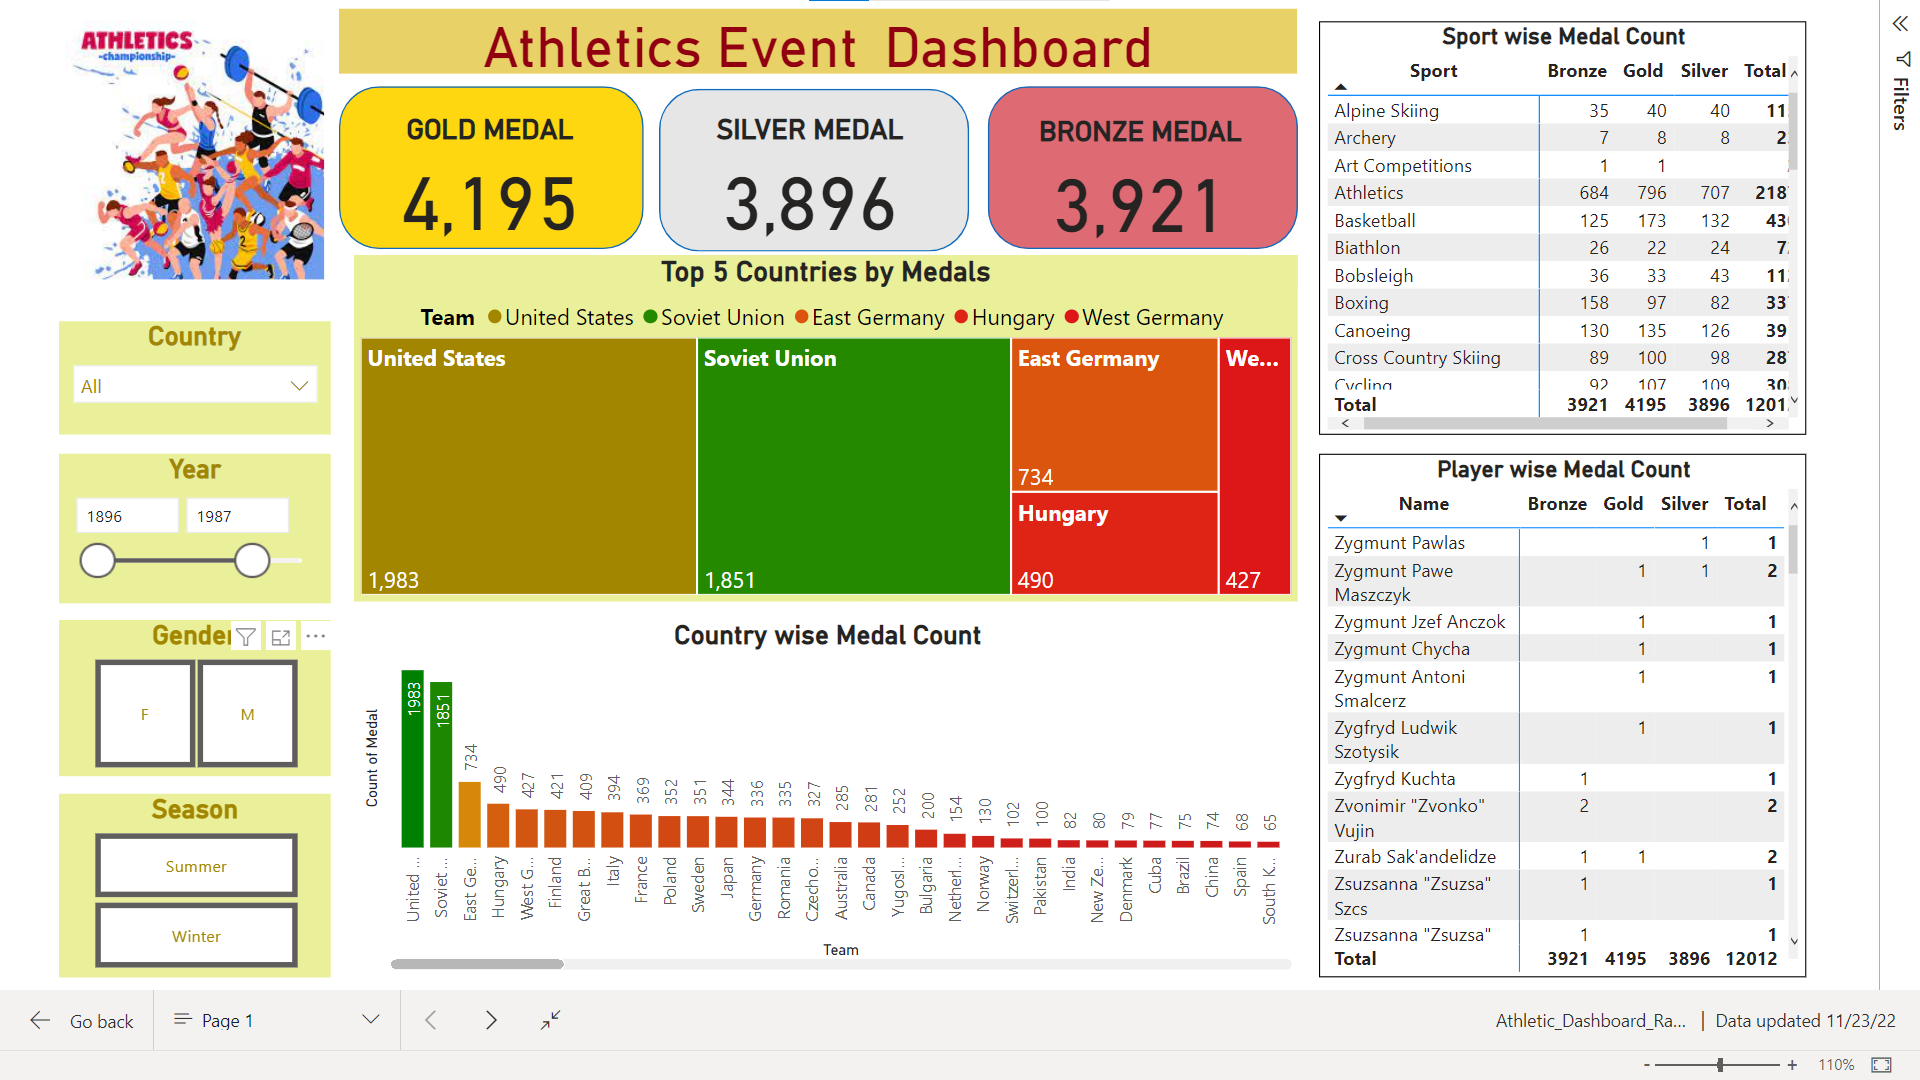 ATHLETICS
-championship-
Athletics Event Dashboard
GOLD MEDAL
4,195
SILVER MEDAL
3,896
BRONZE MEDAL
3,921
Country
All
Year
1896 1987
Gender
F M
Season
Summer
Winter
Top 5 Countries by Medals
Team United States Soviet Union East Germany Hungary West Germany
United States
1,983
Soviet Union
1,851
East Germany
734
Hungary
490
We...
427
Country wise Medal Count
Count of Medal
1983 1851 734 490 427 421 409 394 369 352 351 344 336 335 327 285 281 252 200 154 130 102 100 82 80 79 77 75 74 68 65
United ... Soviet ... East Ge... Hungary West G... Finland Great B... Italy France Poland Sweden Japan Germany Romania Czecho... Australia Canada Yugosl... Bulgaria Netherl... Norway Switzerl... Pakistan India New Ze... Denmark Cuba Brazil China Spain South K...
Team
Sport wise Medal Count
Sport Bronze Gold Silver Total
Alpine Skiing 35 40 40 11
Archery 7 8 8 2
Art Competitions 1 1
Athletics 684 796 707 218
Basketball 125 173 132 43
Biathlon 26 22 24 7
Bobsleigh 36 33 43 11
Boxing 158 97 82 33
Canoeing 130 135 126 39
Cross Country Skiing 89 100 98 28
Cycling 92 107 109 30
Total 3921 4195 3896 1201
Player wise Medal Count
Name Bronze Gold Silver Total
Zygmunt Pawlas 1 1
Zygmunt Pawe 1 1 2
Maszczyk
Zygmunt Jzef Anczok 1 1
Zygmunt Chycha 1 1
Zygmunt Antoni 1 1
Smalcerz
Zygfryd Ludwik 1 1
Szotysik
Zygfryd Kuchta 1 1
Zvonimir "Zvonko" 2 2
Vujin
Zurab Sak'andelidze 1 1 2
Zsuzsanna "Zsuzsa" 1 1
Szcs
Zsuzsanna "Zsuzsa" 1 1
Total 3921 4195 3896 12012
Filters
Go back
Page 1
Athletic_Dashboard_Ra... | Data updated 11/23/22
- + 110%